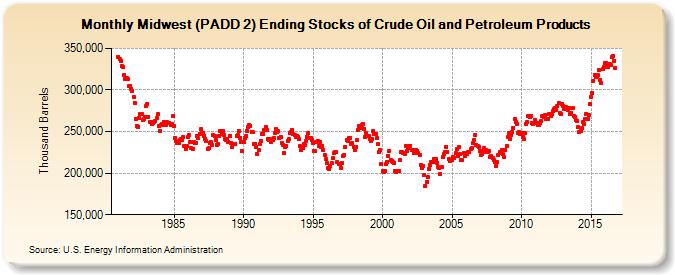 Monthly Midwest (PADD 2) Ending Stocks of Crude Oil and Petroleum Products
Thousand Barrels
350,000
300,000
250,000
200,000
150,000
1985 1990 1995 2000 2005 2010 2015
Source: U.S. Energy Information Administration